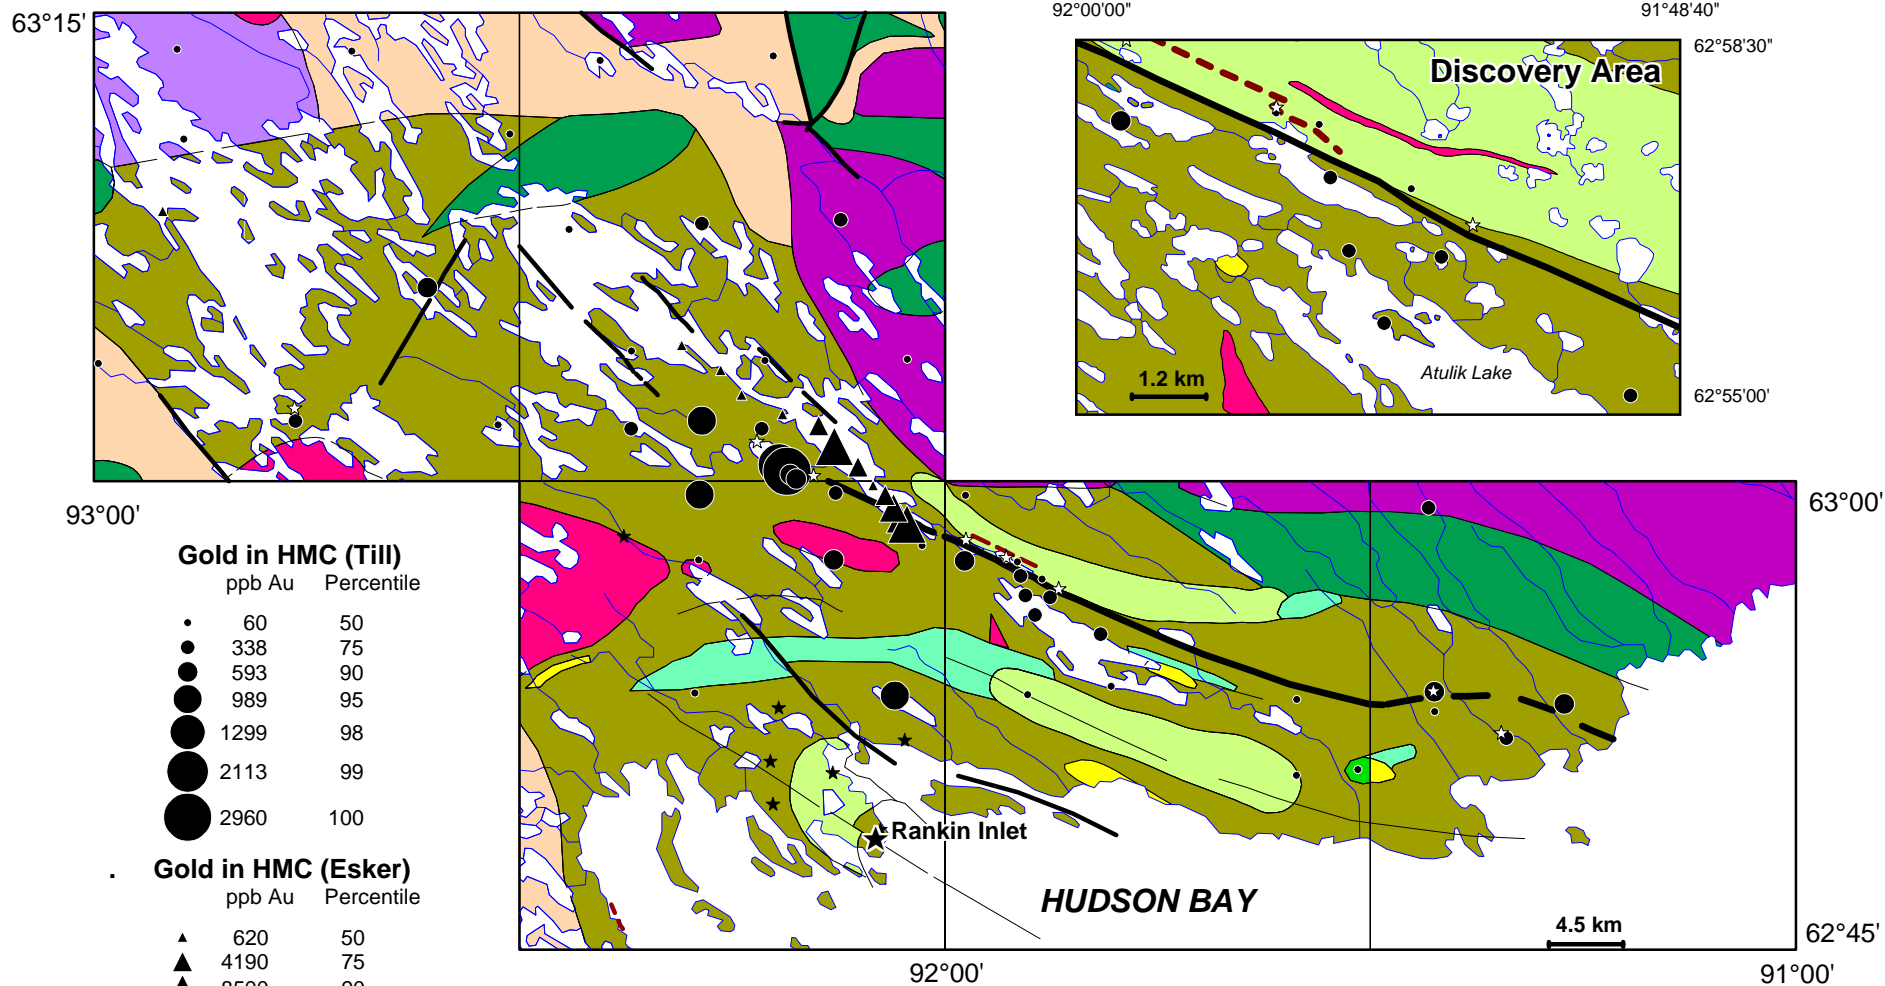 63°15'
92°00'00"
91°48'40"
62°58'30"
Discovery Area
Atulik Lake
1.2 km
62°55'00'
93°00'
63°00'
Gold in HMC (Till)
ppb Au Percentile
60 50
338 75
593 90
989 95
1299 98
2113 99
2960 100
Gold in HMC (Esker)
ppb Au Percentile
620 50
4190 75
Rankin Inlet
HUDSON BAY
4.5 km
62°45'
92°00'
91°00'